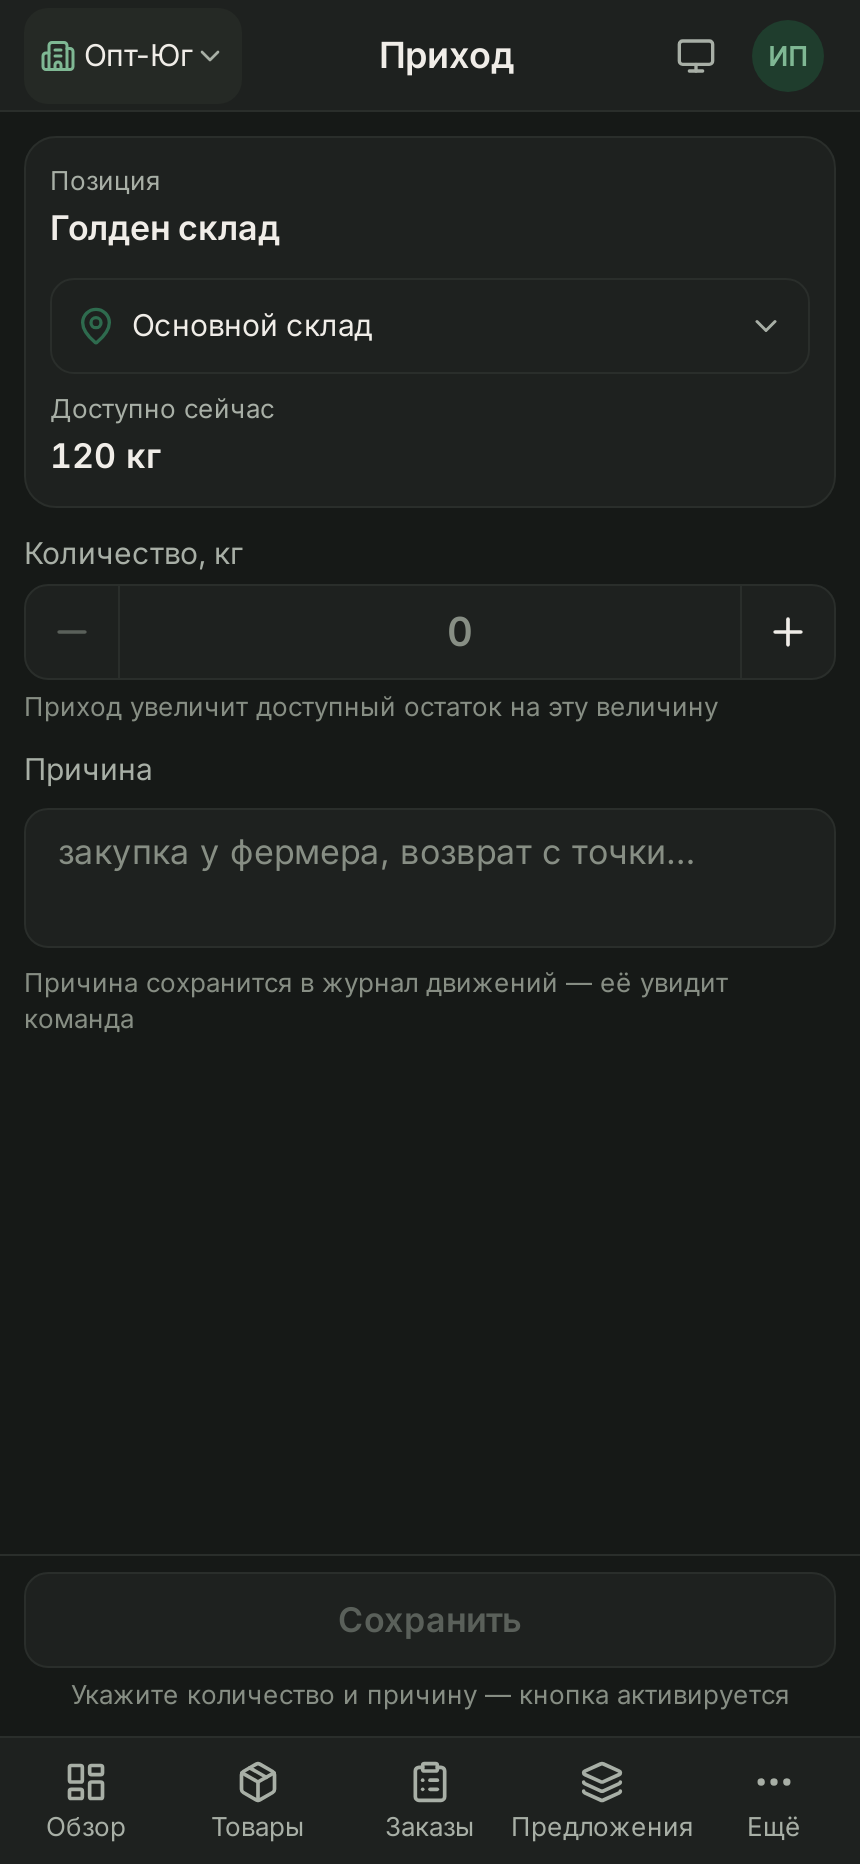 Опт-Юг
Приход
ИП
Позиция
Голден склад
Основной склад
Доступно сейчас
120 кг
Количество, кг
0
Приход увеличит доступный остаток на эту величину
Причина
закупка у фермера, возврат с точки...
Причина сохранится в журнал движений — её увидит
команда
Сохранить
Укажите количество и причину — кнопка активируется
Обзор
Товары
Заказы
Предложения
Ещё